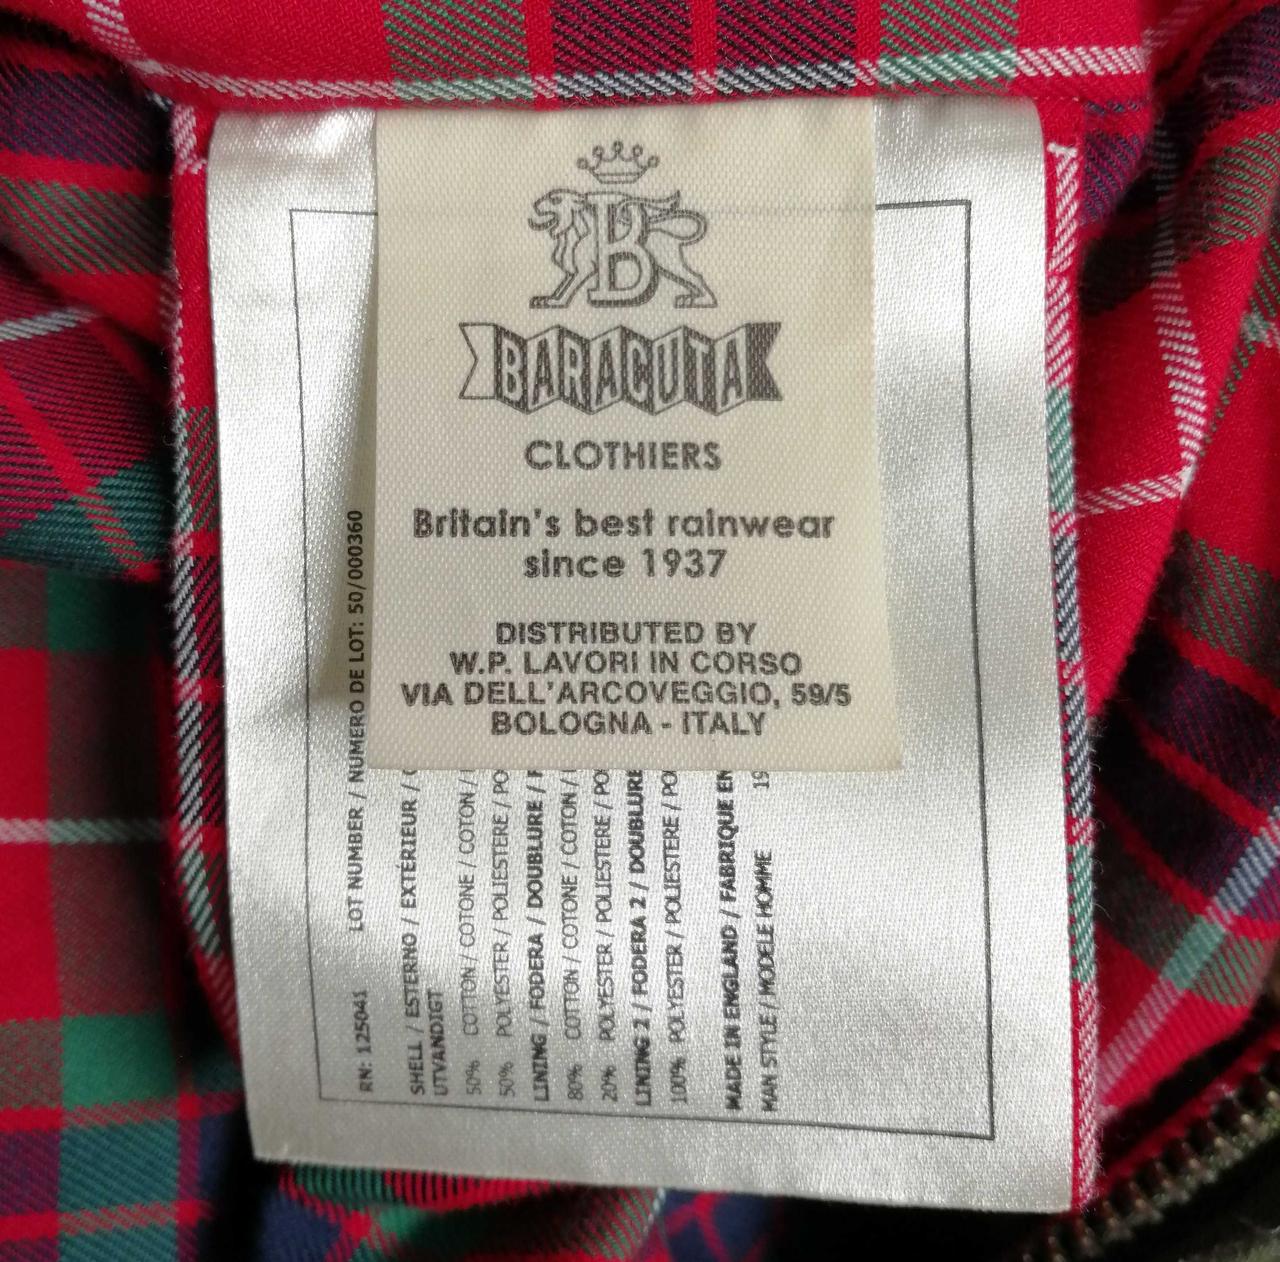 B
BARACUTA
CLOTHIERS
Britain's best rainwear
since 1937
DISTRIBUTED BY
W.P. LAVORI IN CORSO
VIA DELL'ARCOVEGGIO, 59/5
BOLOGNA - ITALY
RN: 125041 LOT NUMBER / NUMERO DE LOT: 50/000360
SHELL / ESTERNO / EXTÉRIEUR /
UTVANDIGT
50% COTTON / COTONE / COTON /
50% POLYESTER / POLIESTERE /
LINING / FODERA / DOUBLURE /
80% COTTON / COTONE / COTON /
20% POLYESTER / POLIESTERE /
LINING 2 / FODERA 2 / DOUBLURE
100% POLYESTER / POLIESTERE /
MADE IN ENGLAND / FABRIQUE EN
MAN STYLE / MODELE HOMME